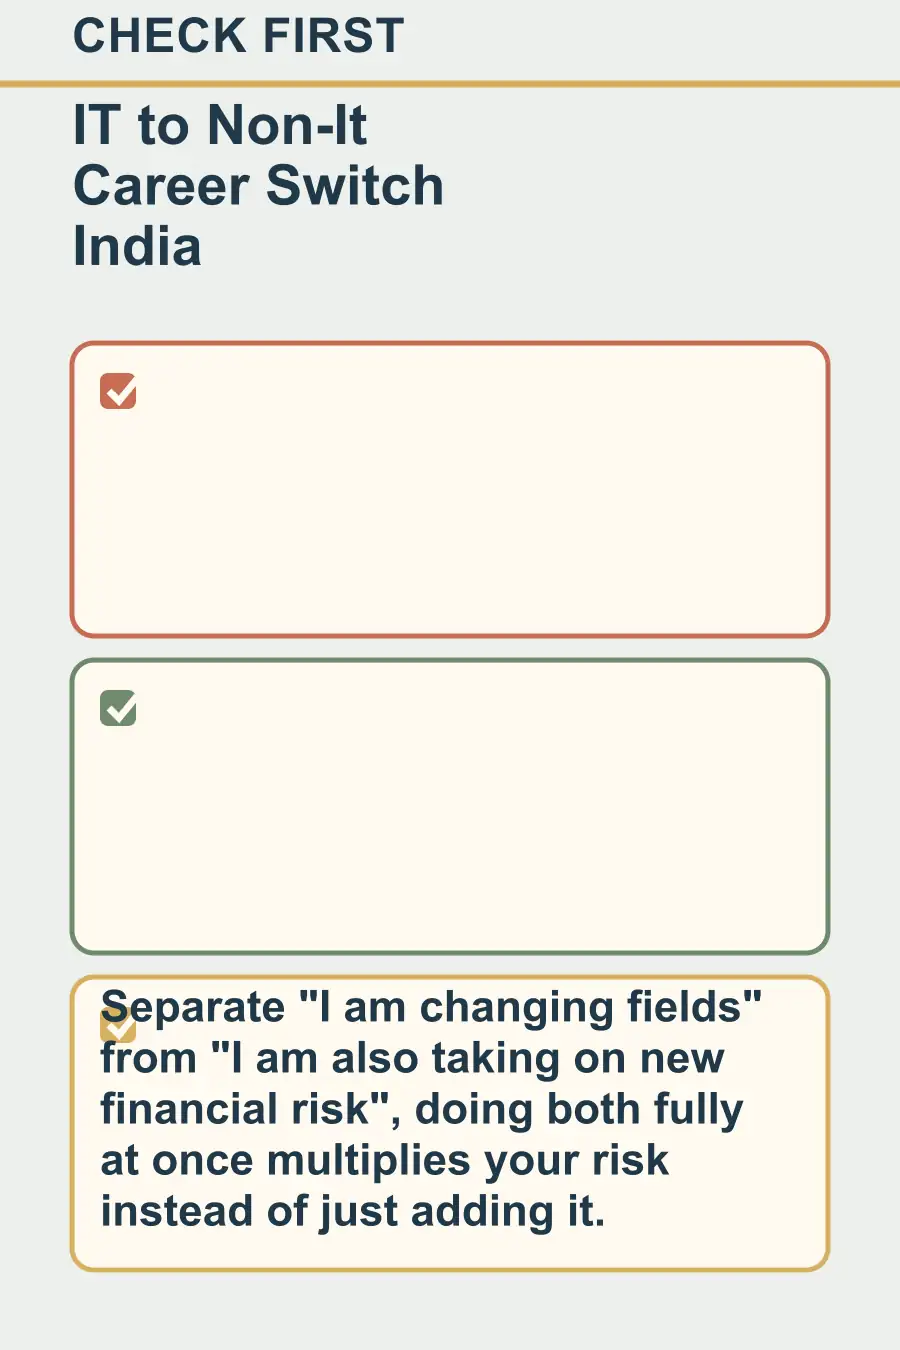 CHECK FIRST
IT to Non-It
Career Switch
India
Separate "I am changing fields"
from "I am also taking on new
financial risk", doing both fully
at once multiplies your risk
instead of just adding it.